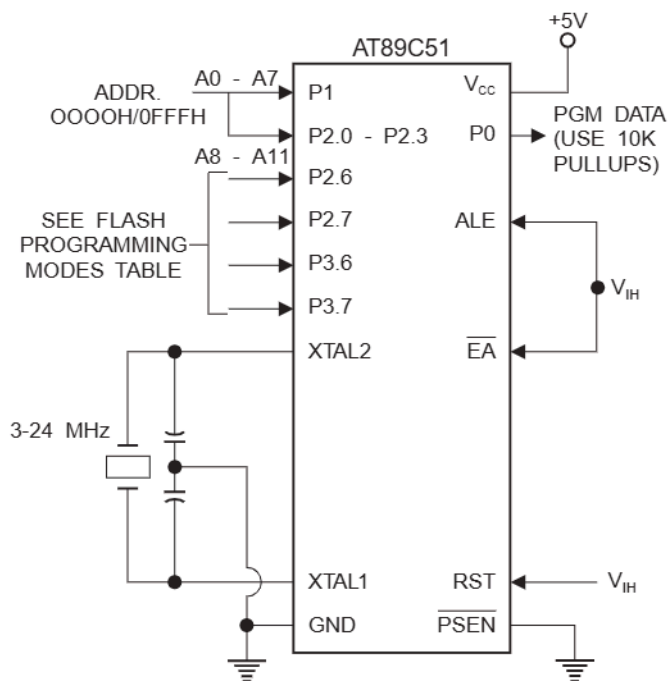 +5V
AT89C51
A0 - A7
ADDR.
OOOOH/0FFFH
P1
VCC
PGM DATA
(USE 10K
PULLUPS)
P2.0 - P2.3
P0
A8 - A11
P2.6
SEE FLASH
PROGRAMMING
MODES TABLE
P2.7
ALE
P3.6
VIH
P3.7
XTAL2
EA
3-24 MHz
XTAL1
RST
VIH
GND
PSEN